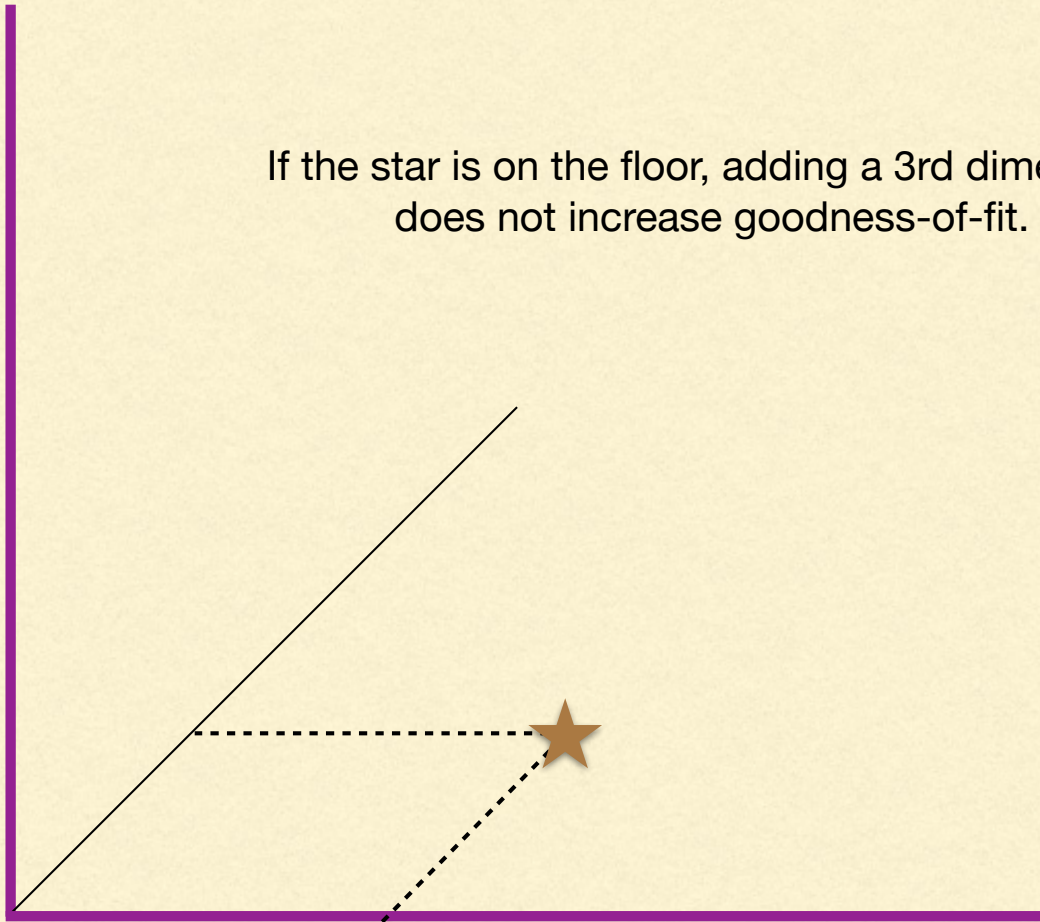 If the star is on the floor, adding a 3rd
does not increase goodness-of-fit.